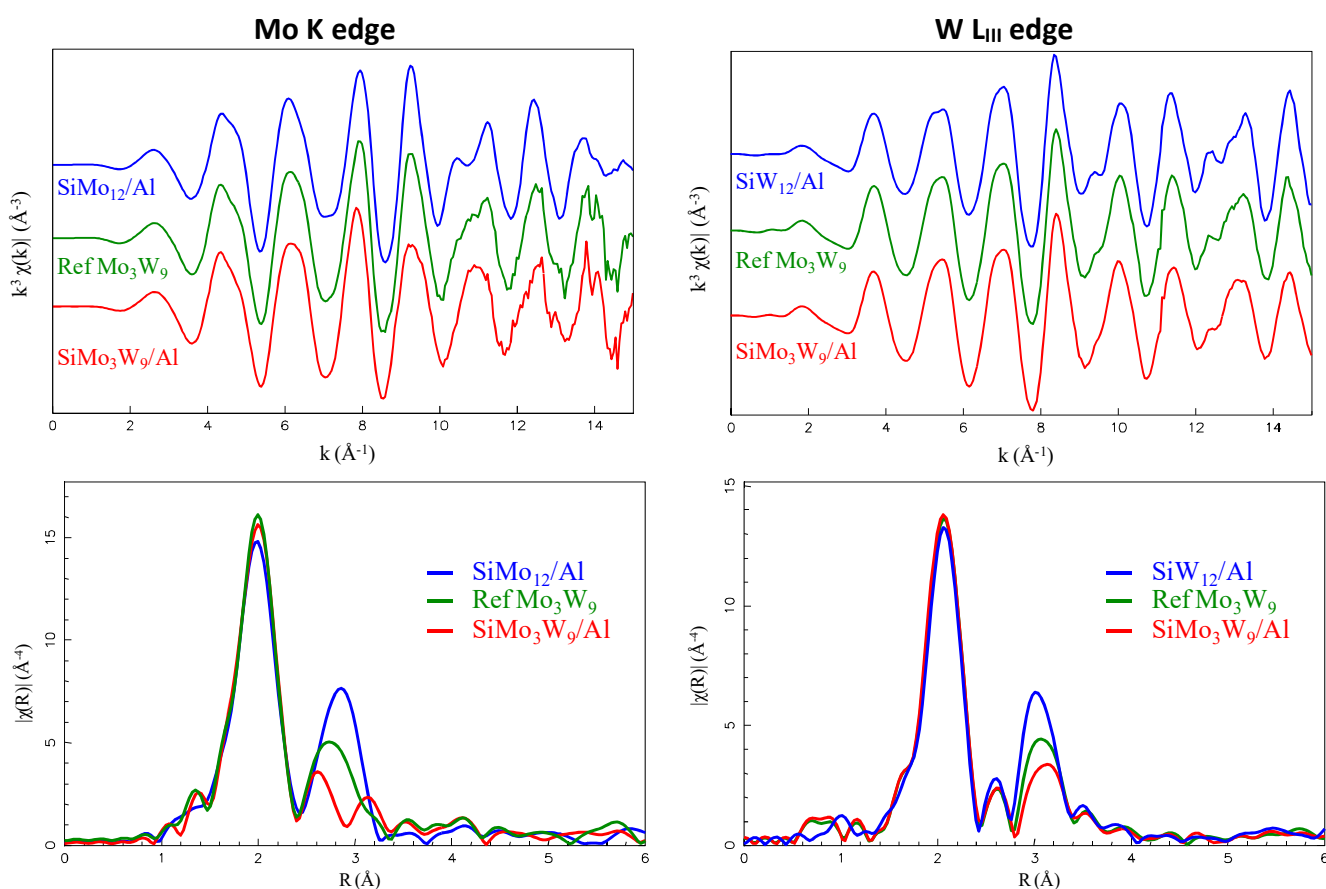 Mo K edge
W LIII edge
k³ χ(k)| (Å⁻³)
SiMo₁₂/Al
Ref Mo₃W₉
SiMo₃W₉/Al
0 2 4 6 8 10 12 14
k (Å⁻¹)
k³ χ(k)| (Å⁻³)
SiW₁₂/Al
Ref Mo₃W₉
SiMo₃W₉/Al
0 2 4 6 8 10 12 14
k (Å⁻¹)
|χ(R)| (Å⁻⁴)
15
10
5
0
SiMo₁₂/Al
Ref Mo₃W₉
SiMo₃W₉/Al
0 1 2 3 4 5 6
R (Å)
|χ(R)| (Å⁻⁴)
15
10
5
0
SiW₁₂/Al
Ref Mo₃W₉
SiMo₃W₉/Al
0 1 2 3 4 5 6
R (Å)